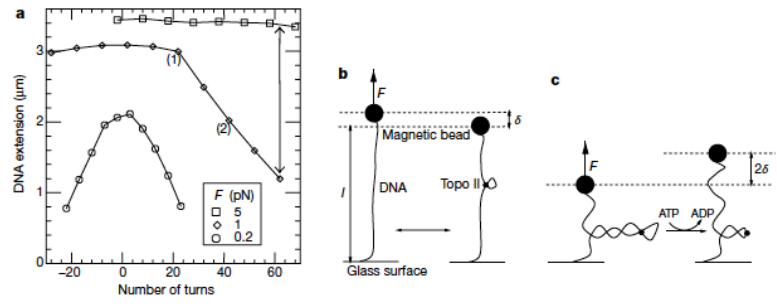 a
DNA extension (μm)
3
2
1
0
(1)
(2)
F (pN)
5
1
0.2
−20 0 20 40 60
Number of turns
b
F
δ
Magnetic bead
l
DNA
Topo II
Glass surface
c
F
2δ
ATP ADP